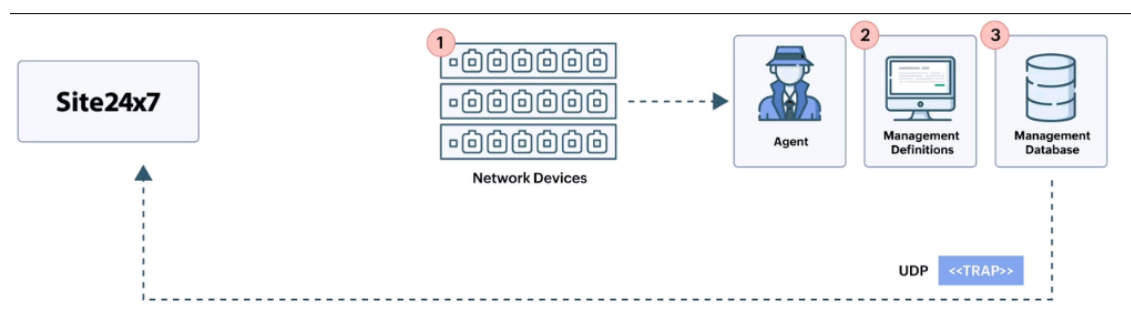 1
2
3
Site24x7
Network Devices
Agent
Management
Definitions
Management
Database
UDP <<TRAP>>